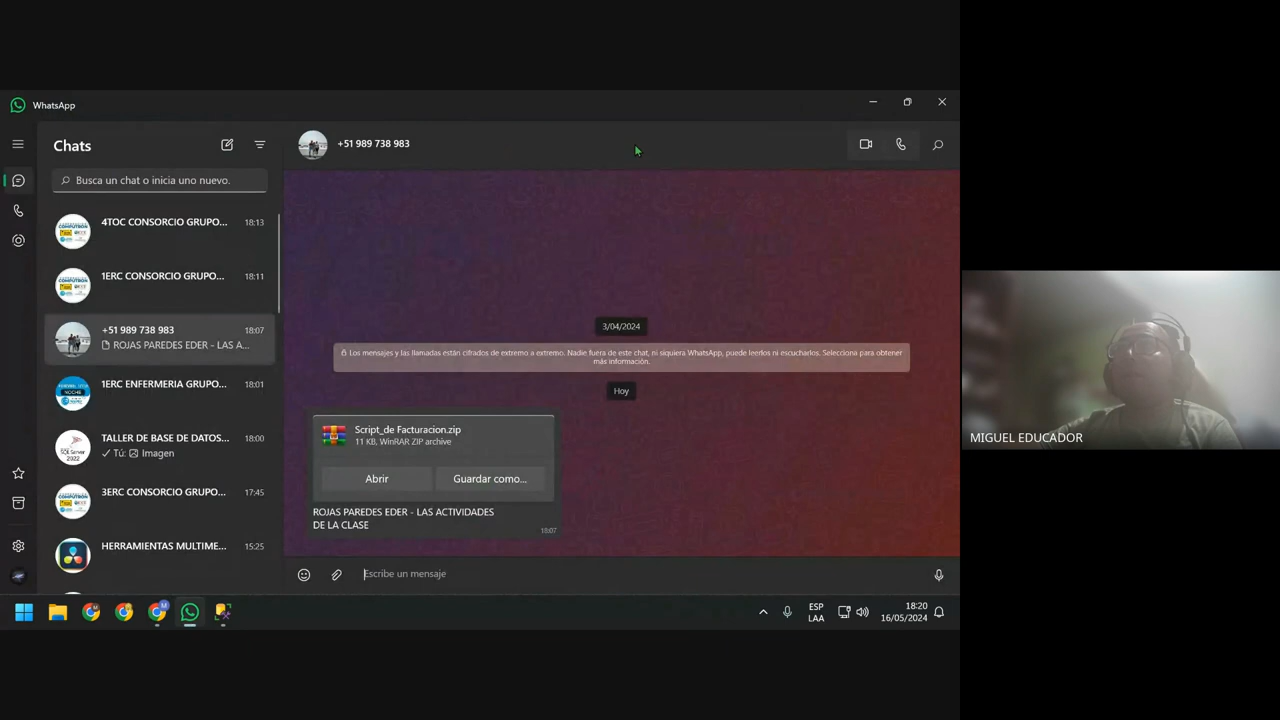 WhatsApp
Chats
Busca un chat o inicia uno nuevo.
4TOC CONSORCIO GRUPO...
18:13
1ERC CONSORCIO GRUPO...
18:11
+51 989 738 983
18:07
ROJAS PAREDES EDER - LAS A...
1ERC ENFERMERIA GRUPO...
18:01
TALLER DE BASE DE DATOS...
18:00
✓ Tú: Imagen
3ERC CONSORCIO GRUPO...
17:45
HERRAMIENTAS MULTIME...
15:25
+51 989 738 983
3/04/2024
Los mensajes y las llamadas están cifrados de extremo a extremo. Nadie fuera de este chat, ni siquiera WhatsApp, puede leerlos ni escucharlos. Selecciona para obtener
más información.
Hoy
Script_de Facturacion.zip
11 KB, WinRAR ZIP archive
Abrir
Guardar como...
ROJAS PAREDES EDER - LAS ACTIVIDADES
DE LA CLASE
18:07
Escribe un mensaje
ESP
LAA
18:20
16/05/2024
MIGUEL EDUCADOR